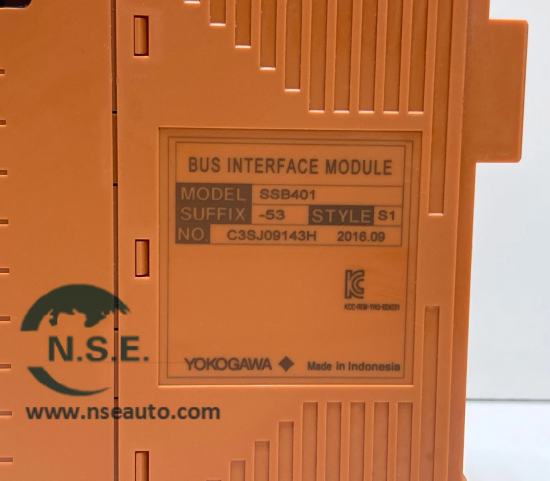 BUS INTERFACE MODULE
MODEL SSB401
SUFFIX -53 STYLE S1
NO C3SJ09143H 2016.09
YOKOGAWA Made in Indonesia
N.S.E.
www.nseauto.com